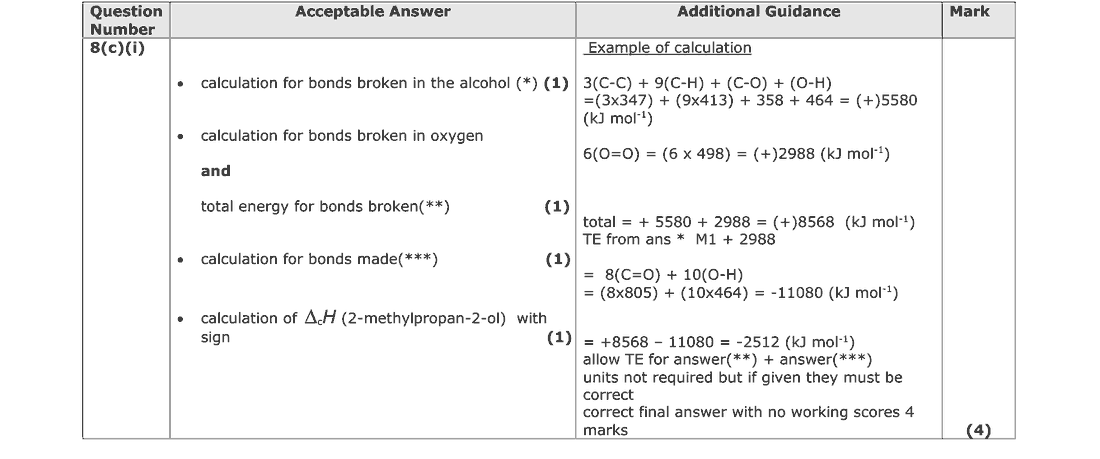 Question Number
Acceptable Answer
Additional Guidance
Mark
8(c)(i)
• calculation for bonds broken in the alcohol (*) (1)
• calculation for bonds broken in oxygen
and
total energy for bonds broken(**) (1)
• calculation for bonds made(***) (1)
• calculation of ΔcH (2-methylpropan-2-ol) with
sign (1)
Example of calculation
3(C-C) + 9(C-H) + (C-O) + (O-H)
=(3x347) + (9x413) + 358 + 464 = (+)5580
(kJ mol⁻¹)
6(O=O) = (6 x 498) = (+)2988 (kJ mol⁻¹)
total = + 5580 + 2988 = (+)8568 (kJ mol⁻¹)
TE from ans * M1 + 2988
= 8(C=O) + 10(O-H)
= (8x805) + (10x464) = -11080 (kJ mol⁻¹)
= +8568 – 11080 = -2512 (kJ mol⁻¹)
allow TE for answer(**) + answer(***)
units not required but if given they must be
correct
correct final answer with no working scores 4
marks
(4)